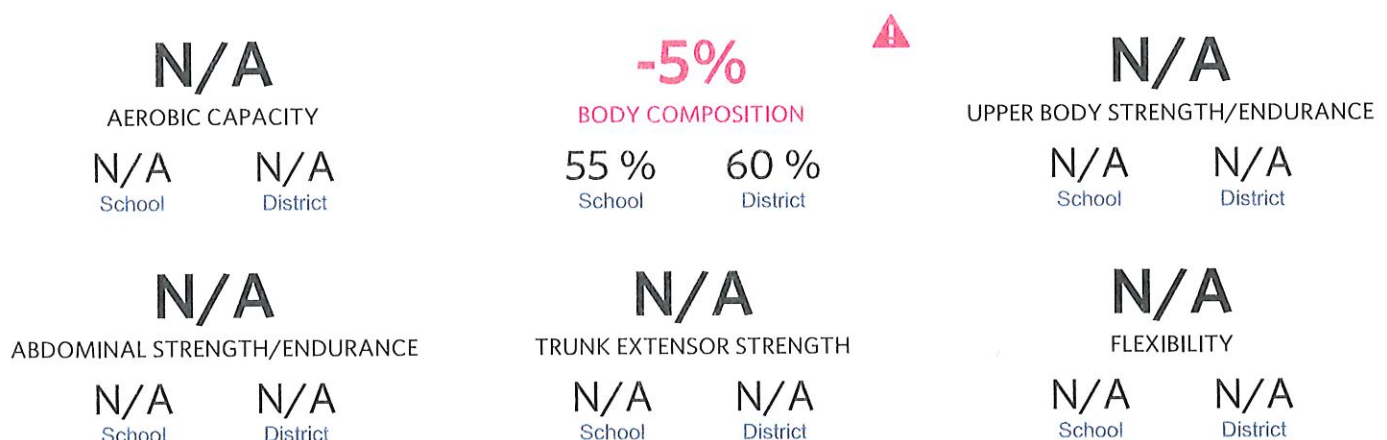 N/A
AEROBIC CAPACITY
N/A N/A
School District
-5%
BODY COMPOSITION
55 % 60 %
School District
N/A
UPPER BODY STRENGTH/ENDURANCE
N/A N/A
School District
N/A
ABDOMINAL STRENGTH/ENDURANCE
N/A N/A
School District
N/A
TRUNK EXTENSOR STRENGTH
N/A N/A
School District
N/A
FLEXIBILITY
N/A N/A
School District